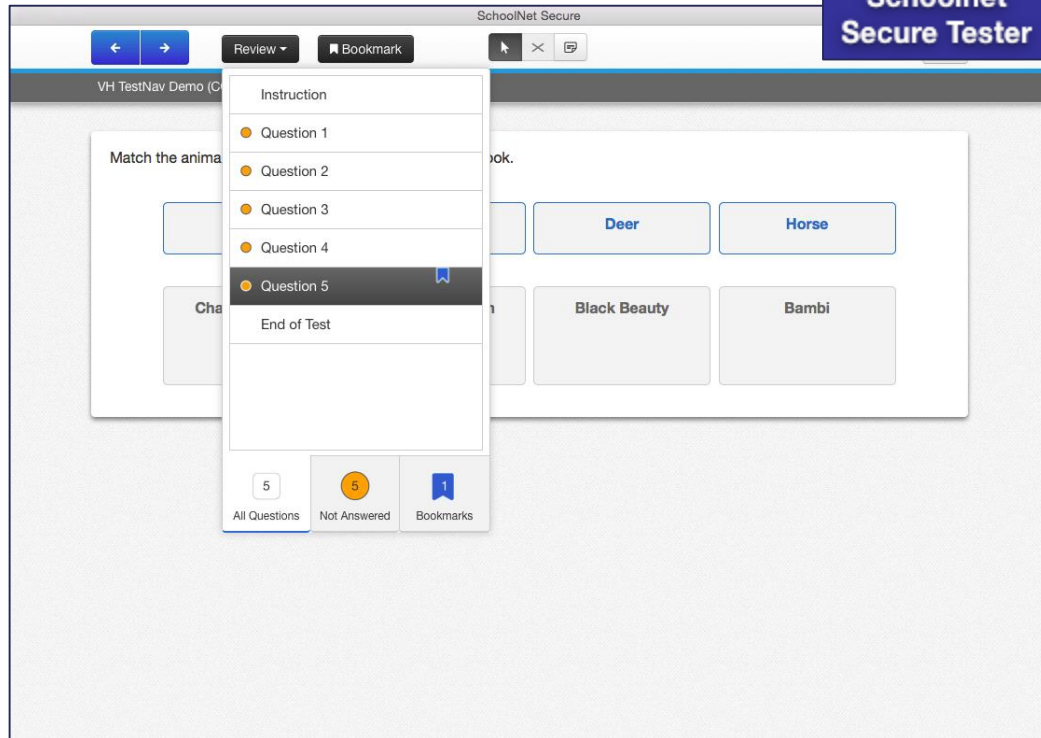 SchoolNet Secure
Schoolnet
Secure Tester
Review
Bookmark
VH TestNav Demo
Instruction
Question 1
Match the
ook.
Question 2
Question 3
Deer
Horse
Question 4
Question 5
Black Beauty
Bambi
End of Test
5
5
1
All Questions
Not Answered
Bookmarks